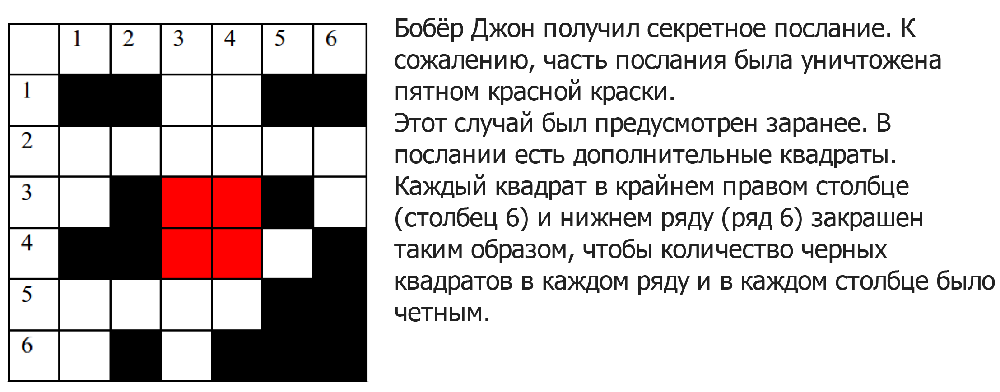 1 2 3 4 5 6
1
2
3
4
5
6
Бобёр Джон получил секретное послание. К
сожалению, часть послания была уничтожена
пятном красной краски.
Этот случай был предусмотрен заранее. В
послании есть дополнительные квадраты.
Каждый квадрат в крайнем правом столбце
(столбец 6) и нижнем ряду (ряд 6) закрашен
таким образом, чтобы количество черных
квадратов в каждом ряду и в каждом столбце было
четным.